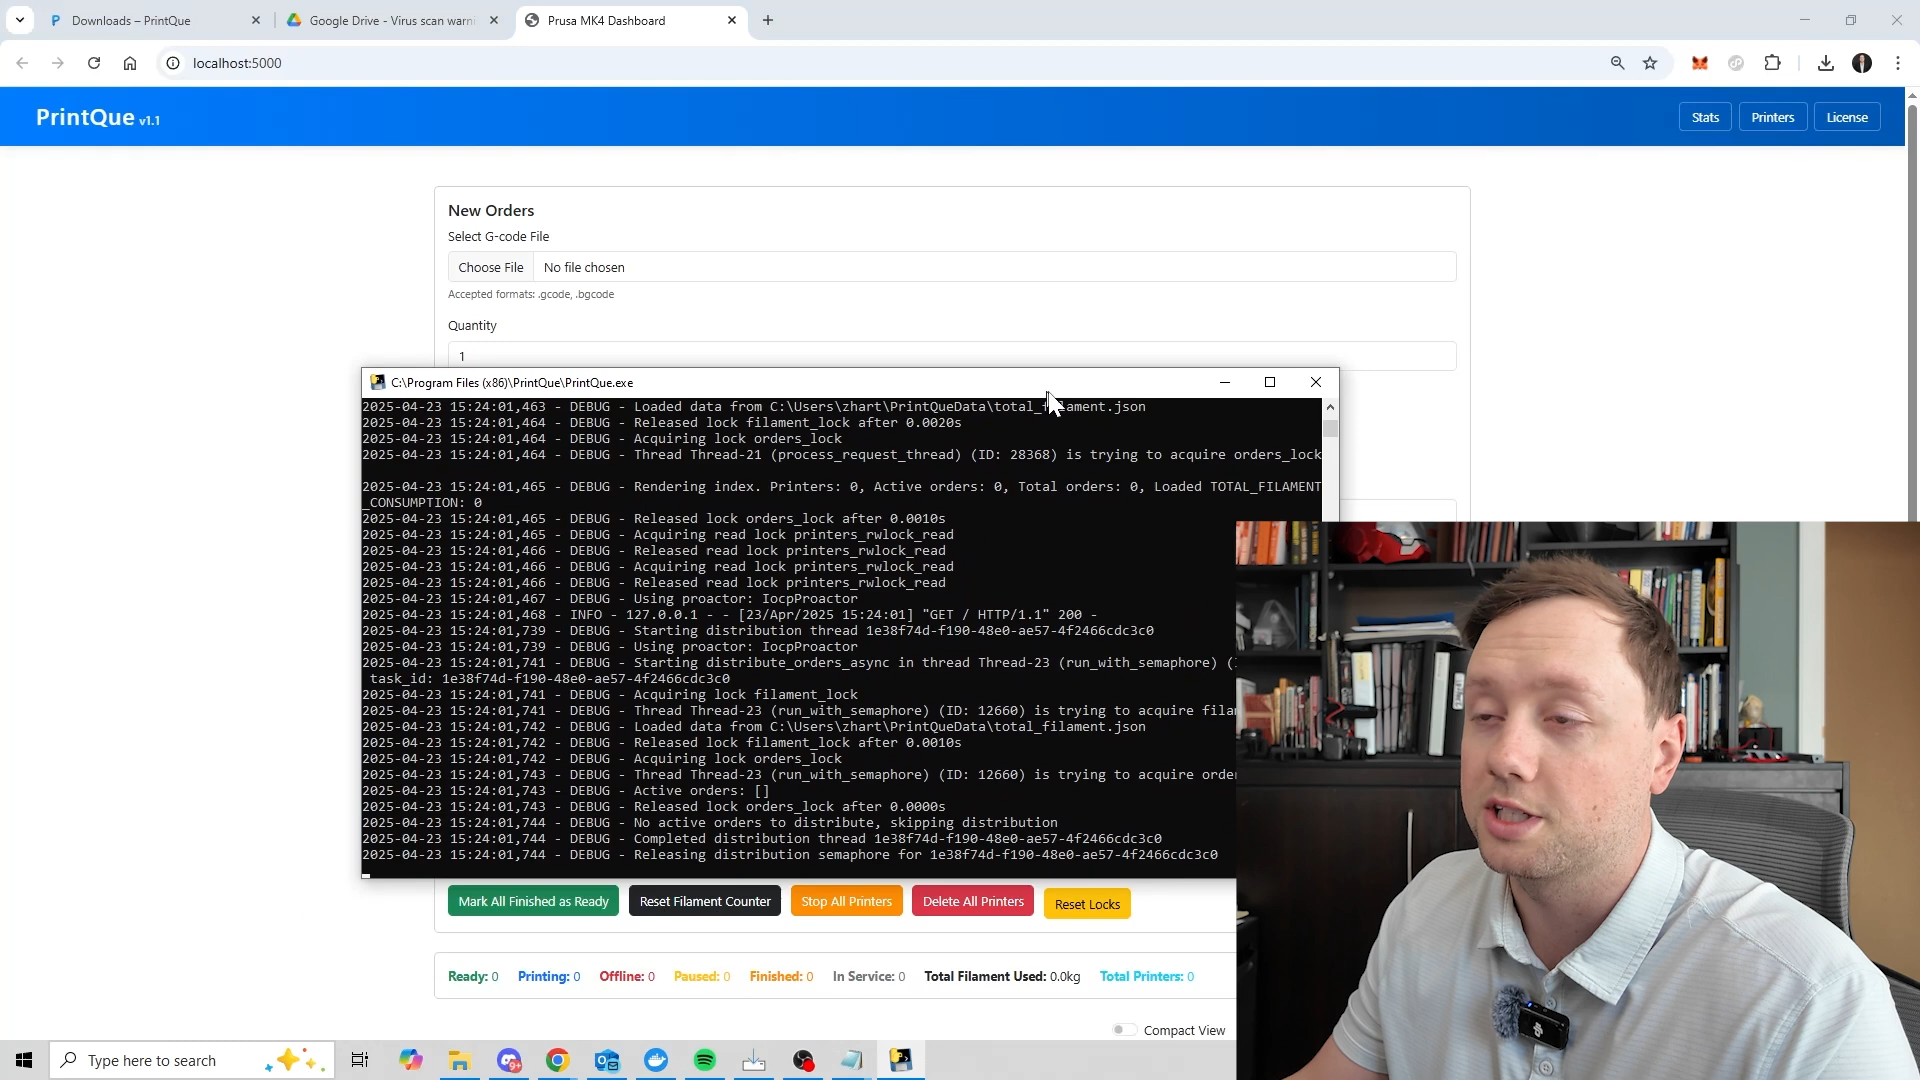 Downloads – PrintQue
Google Drive - Virus scan warni
Prusa MK4 Dashboard
localhost:5000
PrintQue v1.1
Stats
Printers
License
New Orders
Select G-code File
Choose File
No file chosen
Accepted formats: .gcode, .bgcode
Quantity
1
C:\Program Files (x86)\PrintQue\PrintQue.exe
2025-04-23 15:24:01,463 - DEBUG - Loaded data from C:\Users\zhart\PrintQueData\total_filament.json
2025-04-23 15:24:01,464 - DEBUG - Released lock filament_lock after 0.0020s
2025-04-23 15:24:01,464 - DEBUG - Acquiring lock orders_lock
2025-04-23 15:24:01,464 - DEBUG - Thread Thread-21 (process_request_thread) (ID: 28368) is trying to acquire orders_lock
2025-04-23 15:24:01,465 - DEBUG - Rendering index. Printers: 0, Active orders: 0, Total orders: 0, Loaded TOTAL_FILAMENT
_CONSUMPTION: 0
2025-04-23 15:24:01,465 - DEBUG - Released lock orders_lock after 0.0010s
2025-04-23 15:24:01,465 - DEBUG - Acquiring read lock printers_rwlock_read
2025-04-23 15:24:01,466 - DEBUG - Released read lock printers_rwlock_read
2025-04-23 15:24:01,466 - DEBUG - Acquiring read lock printers_rwlock_read
2025-04-23 15:24:01,466 - DEBUG - Released read lock printers_rwlock_read
2025-04-23 15:24:01,467 - DEBUG - Using proactor: IocpProactor
2025-04-23 15:24:01,468 - INFO - 127.0.0.1 - - [23/Apr/2025 15:24:01] "GET / HTTP/1.1" 200 -
2025-04-23 15:24:01,739 - DEBUG - Starting distribution thread 1e38f74d-f190-48e0-ae57-4f2466cdc3c0
2025-04-23 15:24:01,739 - DEBUG - Using proactor: IocpProactor
2025-04-23 15:24:01,741 - DEBUG - Starting distribute_orders_async in thread Thread-23 (run_with_semaphore) (I
task_id: 1e38f74d-f190-48e0-ae57-4f2466cdc3c0
2025-04-23 15:24:01,741 - DEBUG - Acquiring lock filament_lock
2025-04-23 15:24:01,741 - DEBUG - Thread Thread-23 (run_with_semaphore) (ID: 12660) is trying to acquire fila
2025-04-23 15:24:01,742 - DEBUG - Loaded data from C:\Users\zhart\PrintQueData\total_filament.json
2025-04-23 15:24:01,742 - DEBUG - Released lock filament_lock after 0.0010s
2025-04-23 15:24:01,742 - DEBUG - Acquiring lock orders_lock
2025-04-23 15:24:01,743 - DEBUG - Thread Thread-23 (run_with_semaphore) (ID: 12660) is trying to acquire orde
2025-04-23 15:24:01,743 - DEBUG - Active orders: []
2025-04-23 15:24:01,743 - DEBUG - Released lock orders_lock after 0.0000s
2025-04-23 15:24:01,744 - DEBUG - No active orders to distribute, skipping distribution
2025-04-23 15:24:01,744 - DEBUG - Completed distribution thread 1e38f74d-f190-48e0-ae57-4f2466cdc3c0
2025-04-23 15:24:01,744 - DEBUG - Releasing distribution semaphore for 1e38f74d-f190-48e0-ae57-4f2466cdc3c0
Mark All Finished as Ready
Reset Filament Counter
Stop All Printers
Delete All Printers
Reset Locks
Ready: 0
Printing: 0
Offline: 0
Paused: 0
Finished: 0
In Service: 0
Total Filament Used: 0.0kg
Total Printers: 0
Compact View
Type here to search